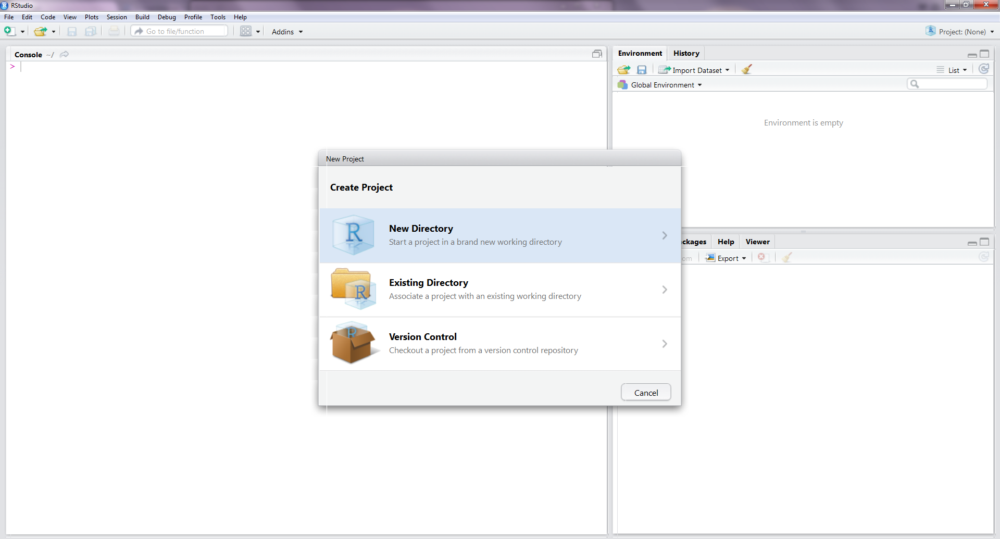 RStudio
File Edit Code View Plots Session Build Debug Profile Tools Help
Go to file/function Addins Project: (None)
Console ~/
>
Environment History
Import Dataset List
Global Environment
Environment is empty
New Project
Create Project
New Directory
Start a project in a brand new working directory
Existing Directory
Associate a project with an existing working directory
Version Control
Checkout a project from a version control repository
Cancel
ckages Help Viewer
om Export